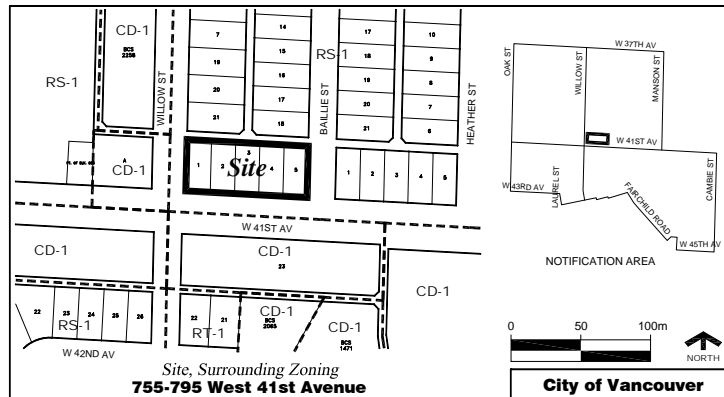 CD-1
BCS
2256
RS-1
WILLOW ST
7
19
20
21
14
15
16
17
18
RS-1
BAILLIE ST
17
18
19
20
21
10
9
8
7
6
HEATHER ST
A
CD-1
1
2
3
4
5
Site
1
2
3
4
5
W 41ST AV
CD-1
CD-1
23
CD-1
22
23
24
25
26
RS-1
22
21
RT-1
CD-1
BCS
2065
CD-1
BCS
1471
W 42ND AV
Site, Surrounding Zoning
755-795 West 41st Avenue
W 37TH AV
OAK ST
WILLOW ST
MANSON ST
W 41ST AV
CAMBIE ST
LAUREL ST
W 43RD AV
FAIRCHILD ROAD
W 45TH AV
NOTIFICATION AREA
0 50 100m
NORTH
City of Vancouver